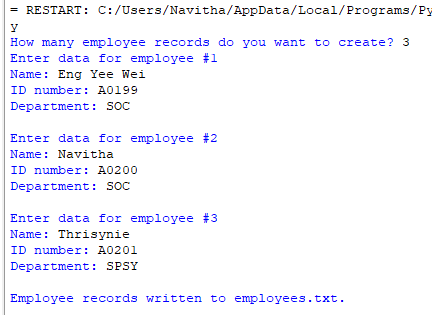 = RESTART: C:/Users/Navitha/AppData/Local/Programs/Py
y
How many employee records do you want to create? 3
Enter data for employee #1
Name: Eng Yee Wei
ID number: A0199
Department: SOC
Enter data for employee #2
Name: Navitha
ID number: A0200
Department: SOC
Enter data for employee #3
Name: Thrisynie
ID number: A0201
Department: SPSY
Employee records written to employees.txt.